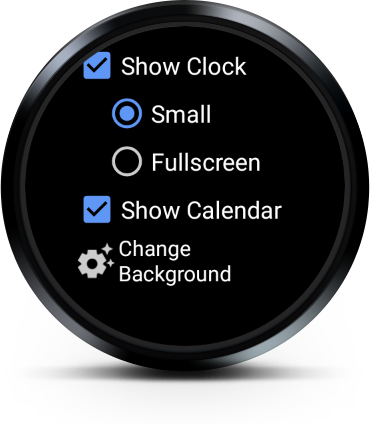 Show Clock
Small
Fullscreen
Show Calendar
Change
Background